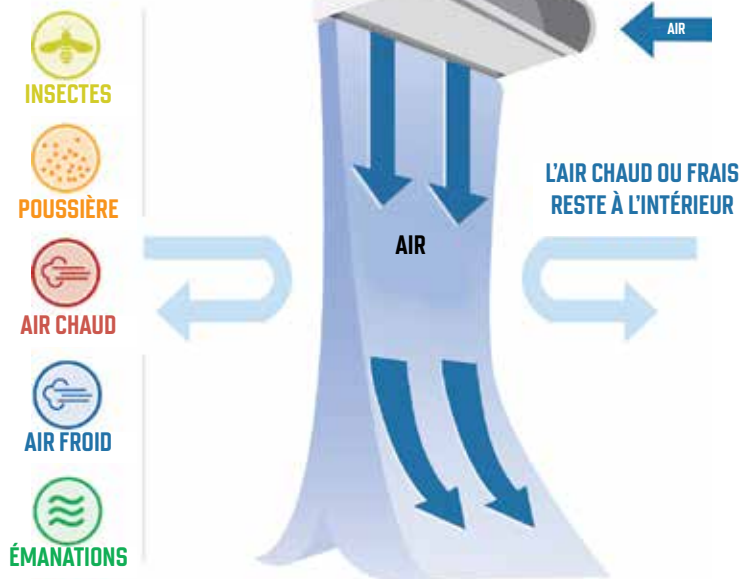 AIR
INSECTES
POUSSIÈRE
L'AIR CHAUD OU FRAIS
RESTE À L'INTÉRIEUR
AIR
AIR CHAUD
AIR FROID
ÉMANATIONS